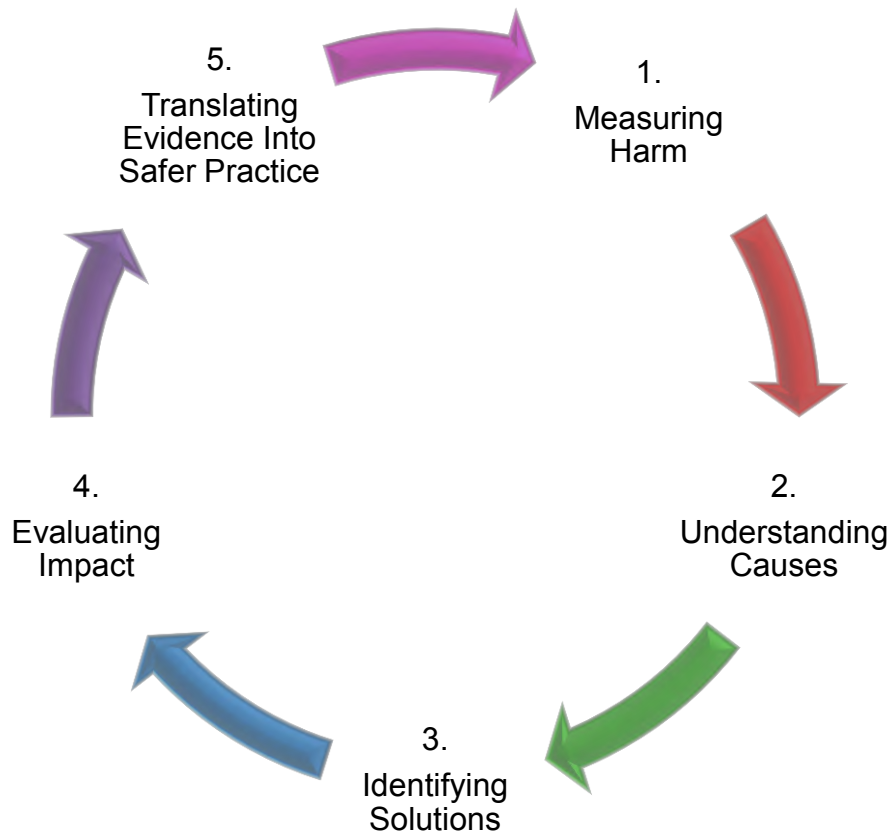 1.
Measuring
Harm
2.
Understanding
Causes
3.
Identifying
Solutions
4.
Evaluating
Impact
5.
Translating
Evidence Into
Safer Practice